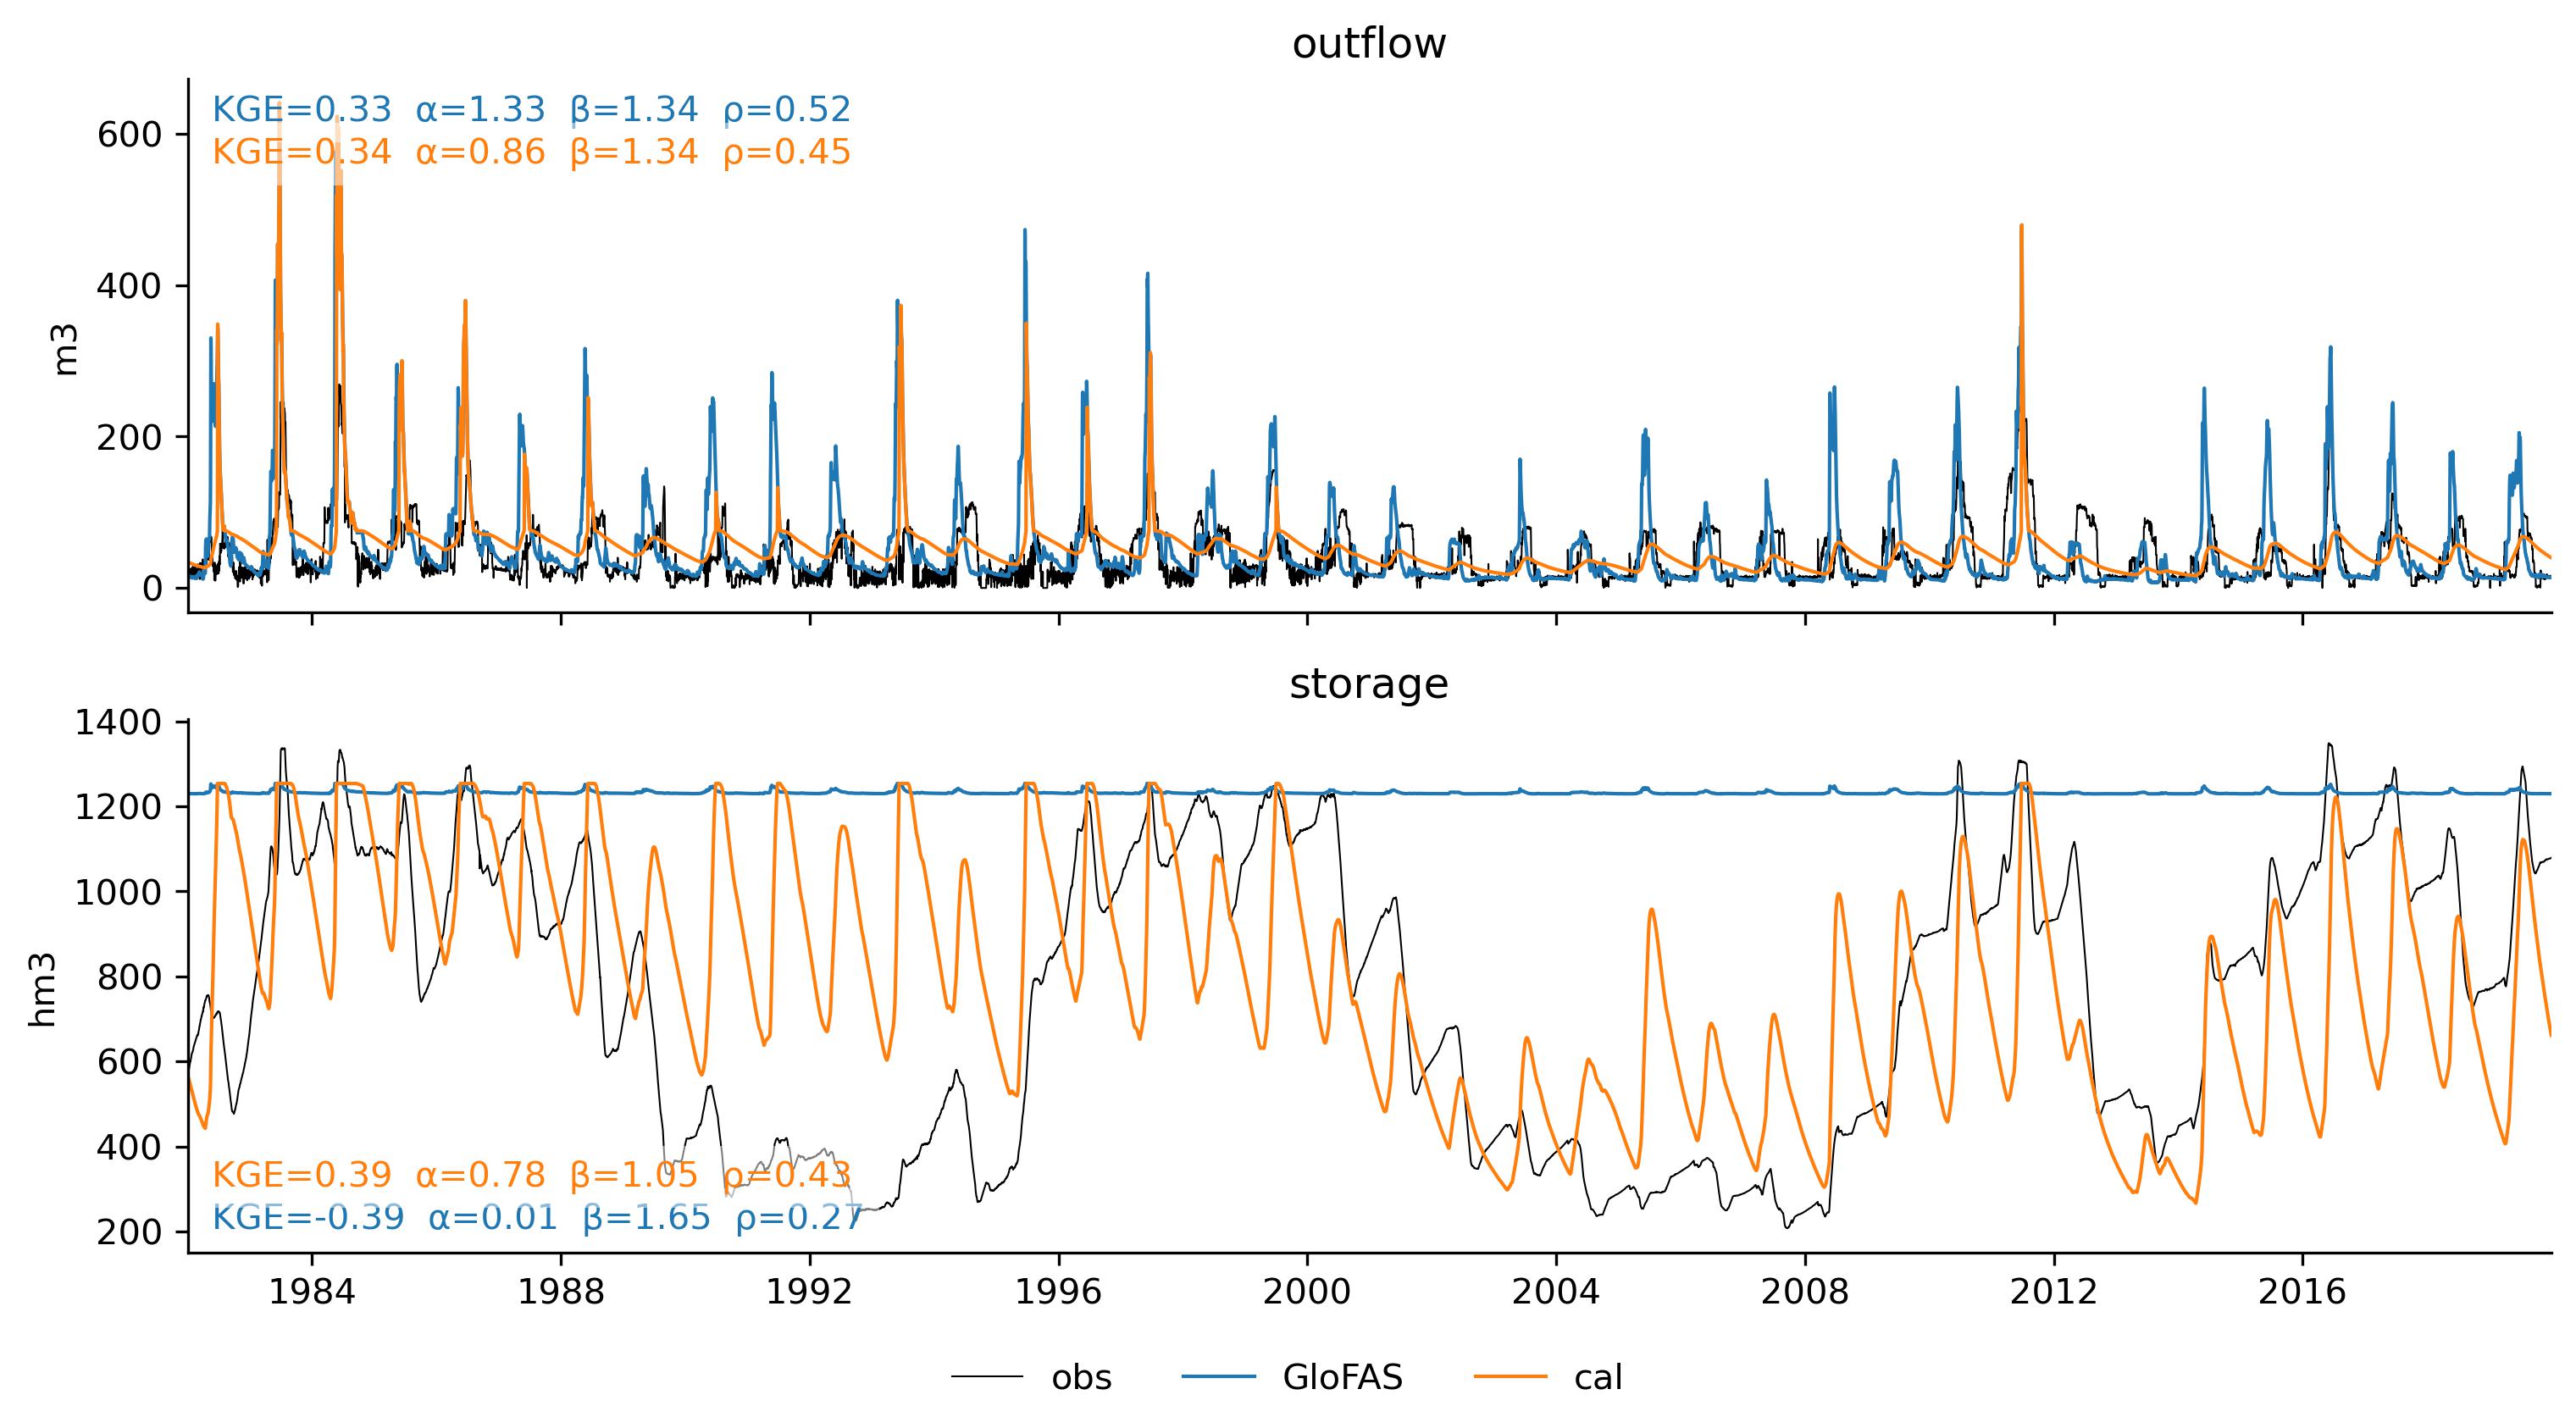 outflow
KGE=0.33 α=1.33 β=1.34 ρ=0.52
KGE=0.34 α=0.86 β=1.34 ρ=0.45
600
400
200
0
m3
storage
1400
1200
1000
800
600
400
200
hm3
KGE=0.39 α=0.78 β=1.05 ρ=0.43
KGE=-0.39 α=0.01 β=1.65 ρ=0.27
1984 1988 1992 1996 2000 2004 2008 2012 2016
obs GloFAS cal